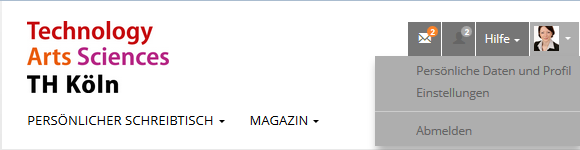 Technology
Arts Sciences
TH Köln
2
2
Hilfe
PERSÖNLICHER SCHREIBTISCH
MAGAZIN
Persönliche Daten und Profil
Einstellungen
Abmelden